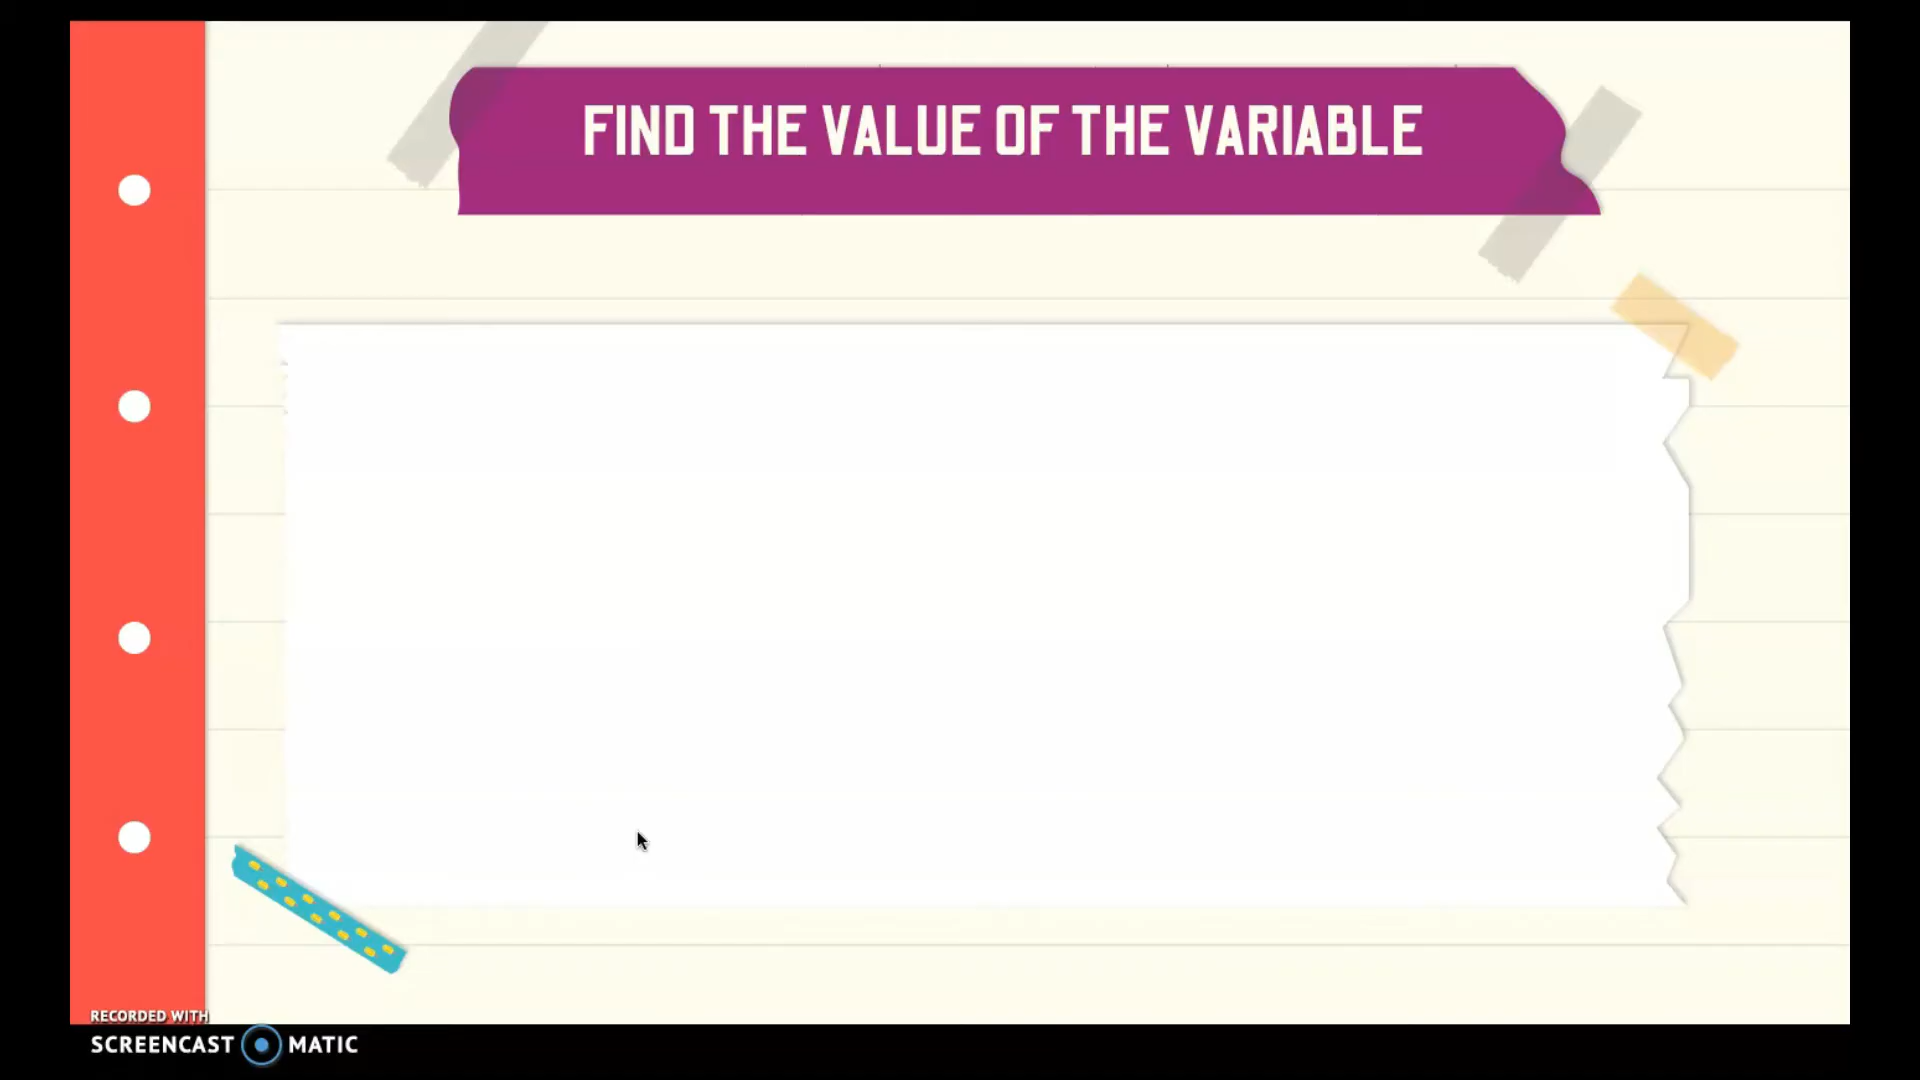 FIND THE VALUE OF THE VARIABLE
RECORDED WITH
SCREENCAST MATIC